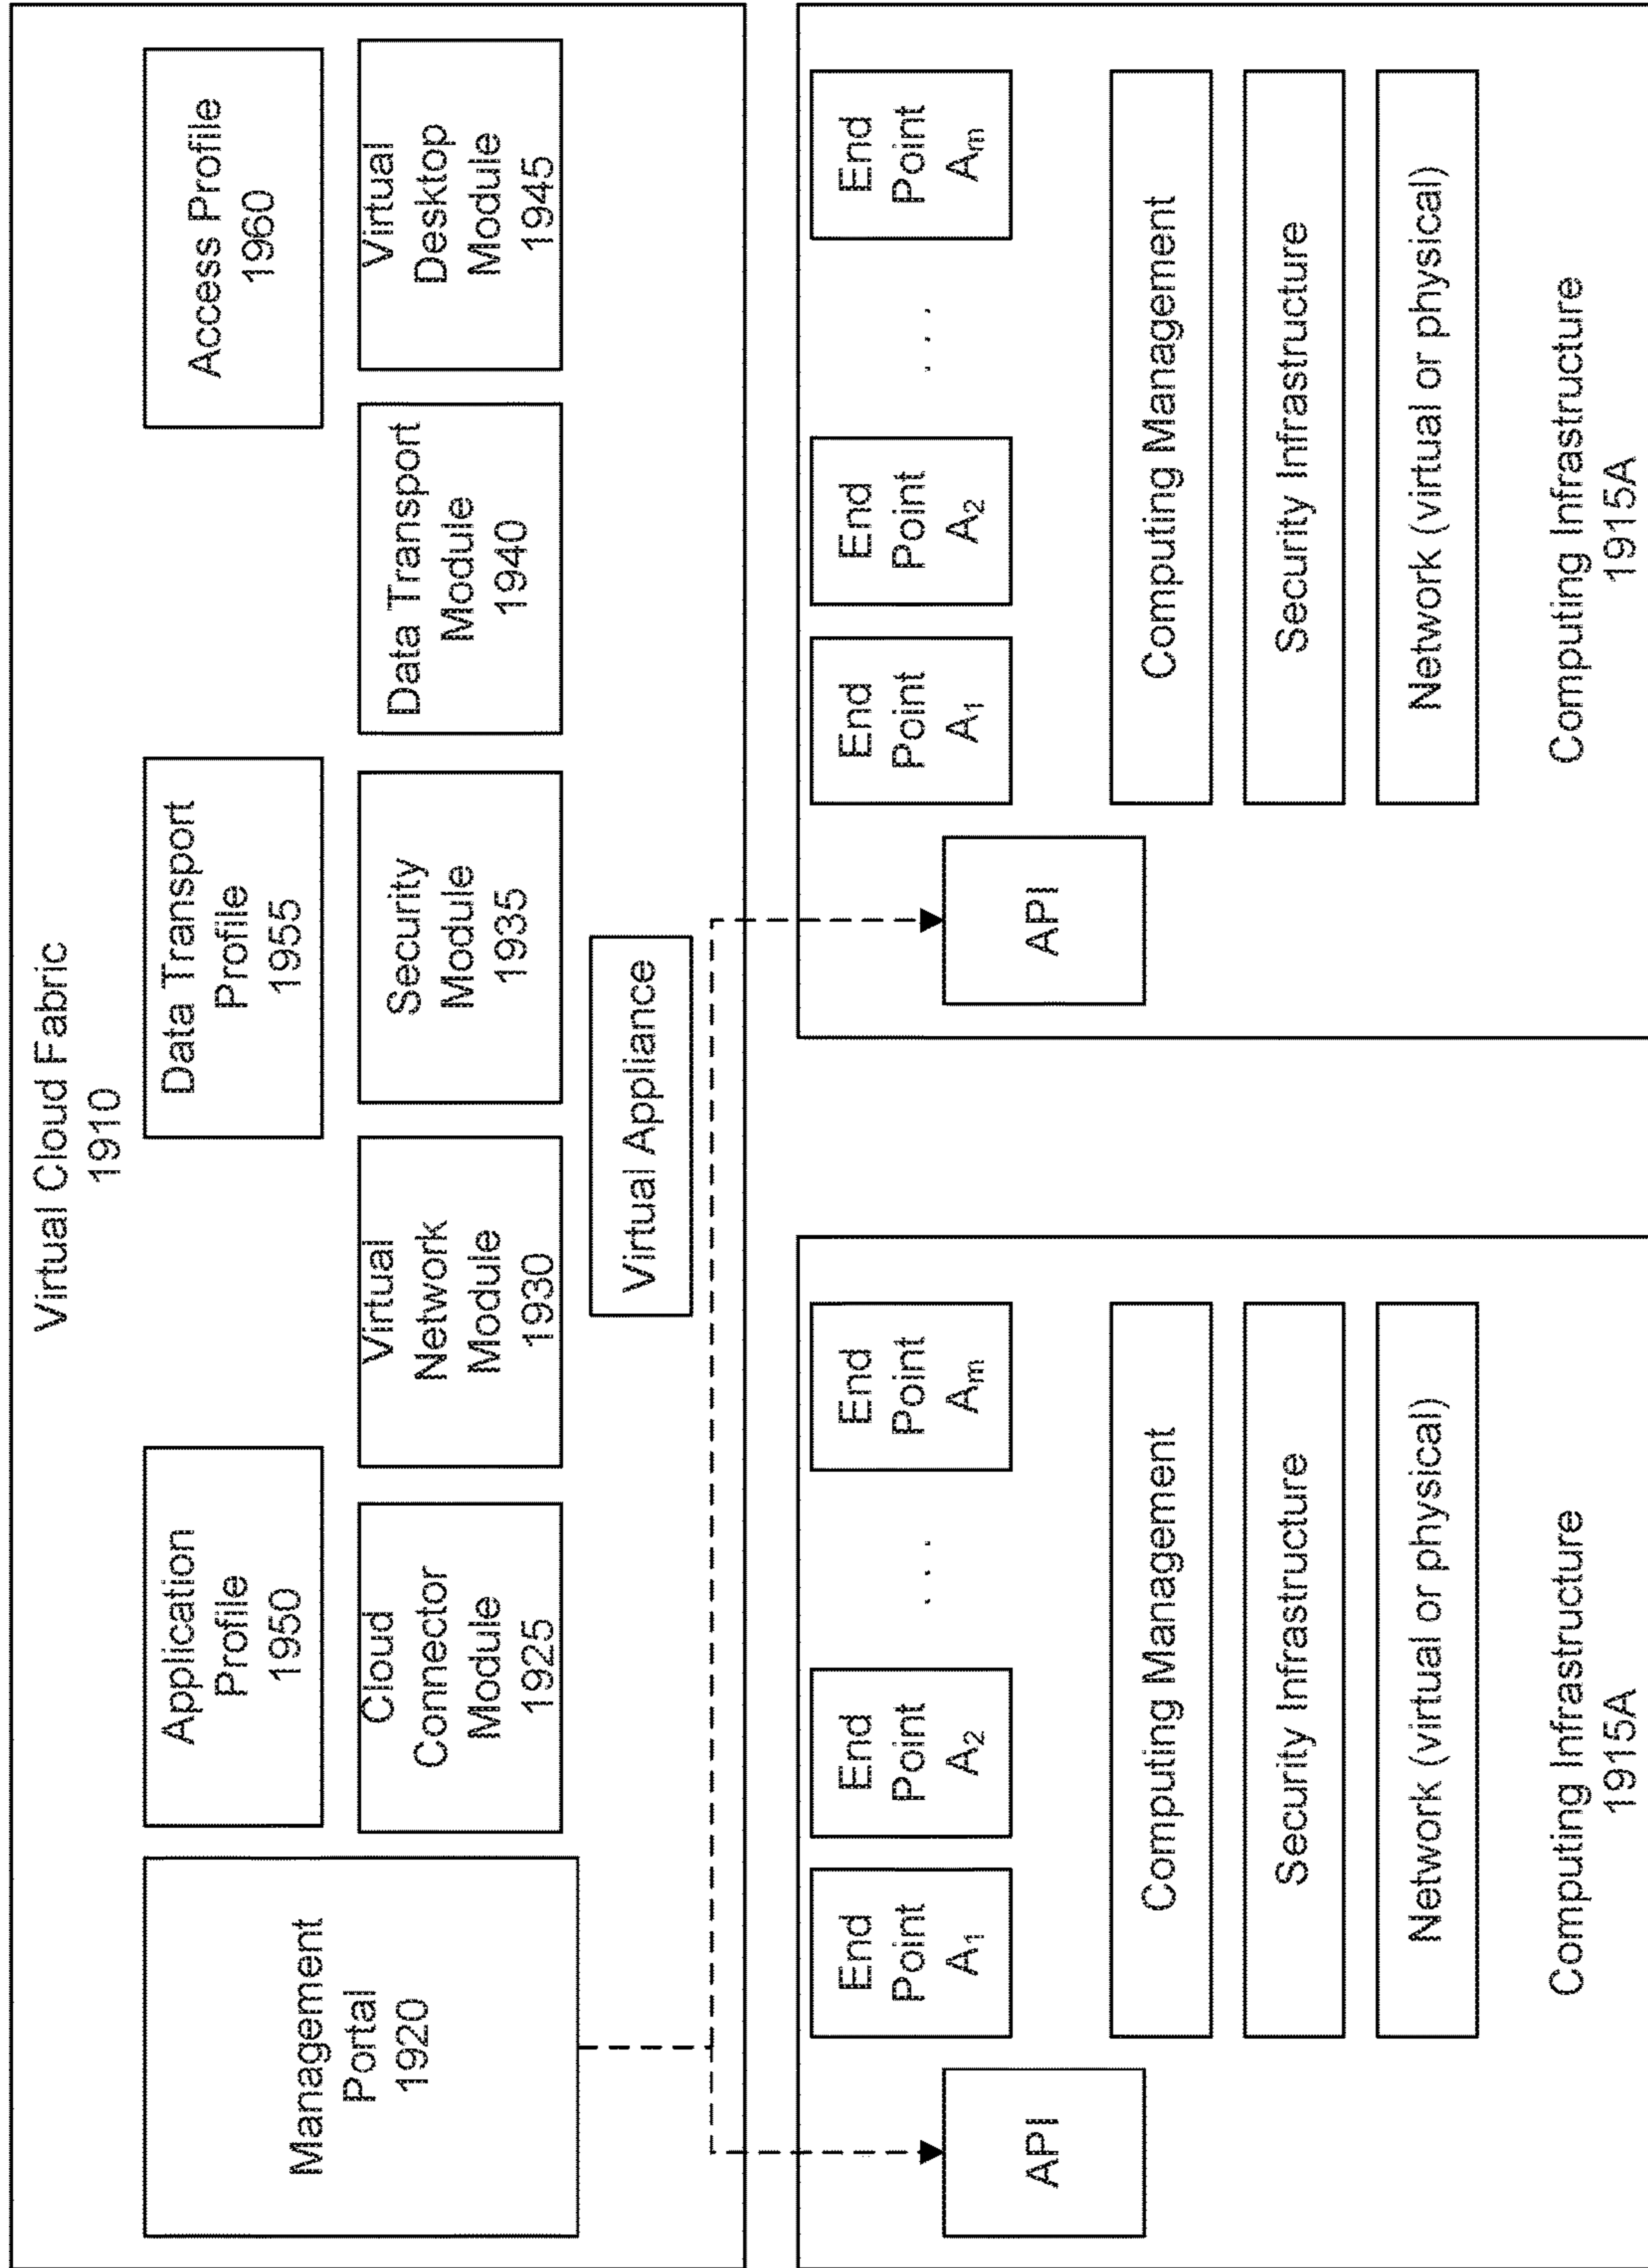 Virtual Cloud Fabric
1910
Management
Portal
1920
Application
Profile
1950
Data Transport
Profile
1955
Access Profile
1960
Cloud
Connector
Module
1925
Virtual
Network
Module
1930
Security
Module
1935
Data Transport
Module
1940
Virtual
Desktop
Module
1945
Virtual Appliance
API
End
Point
A₁
End
Point
A₂
. . .
End
Point
Aₘ
Computing Management
Security Infrastructure
Network (virtual or physical)
Computing Infrastructure
1915A
API
End
Point
A₁
End
Point
A₂
. . .
End
Point
Aₘ
Computing Management
Security Infrastructure
Network (virtual or physical)
Computing Infrastructure
1915A